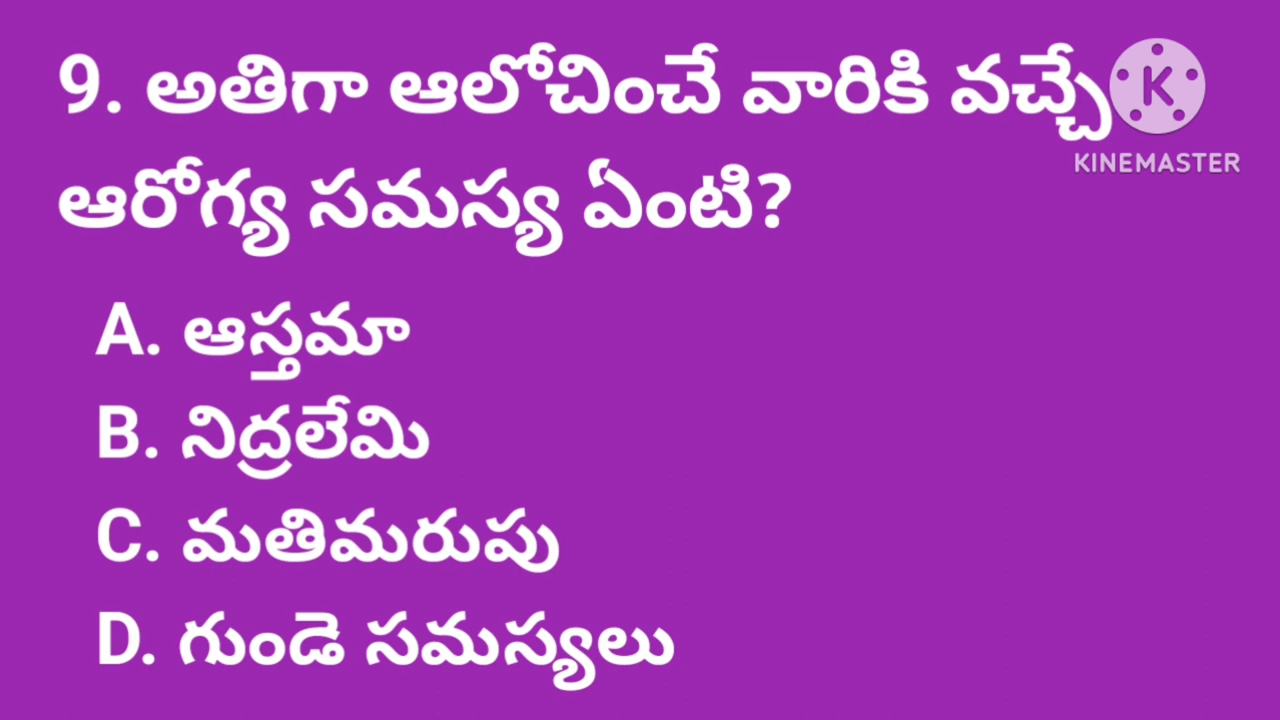 9. అతిగా ఆలోచించే వారికి వచ్చే
KINEMASTER
ఆరోగ్య సమస్య ఏంటి?
A. ఆస్తమా
B. నిద్రలేమి
C. మతిమరుపు
D. గుండె సమస్యలు